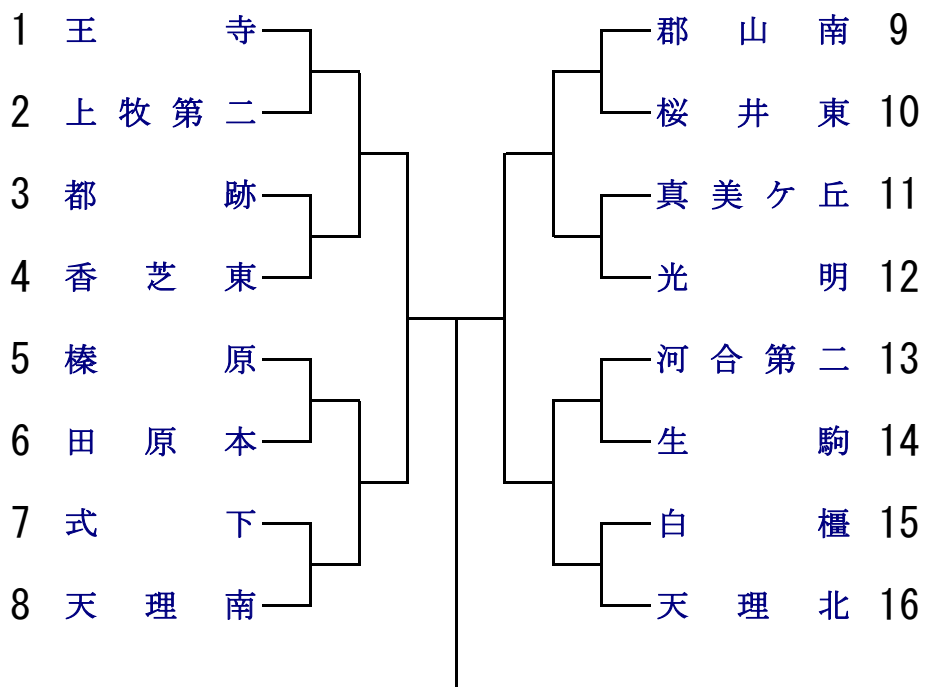 1 王寺
2 上牧第二
3 都跡
4 香芝東
5 榛原
6 田原本
7 式下
8 天理南
郡山南 9
桜井東 10
真美ケ丘 11
光明 12
河合第二 13
生駒 14
白橿 15
天理北 16